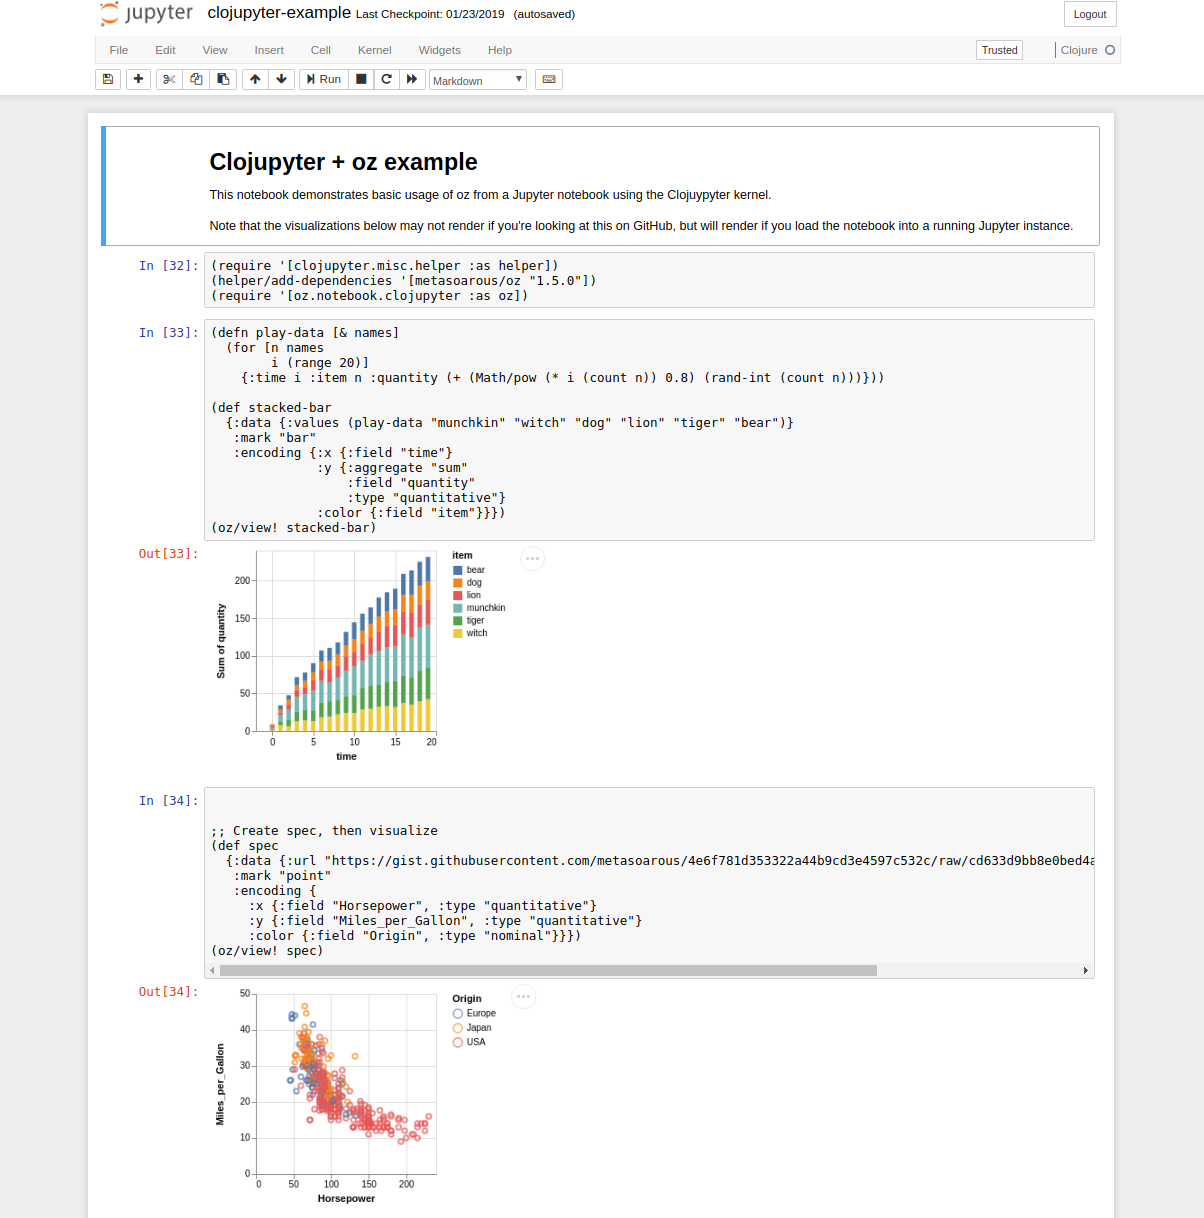 jupyter clojupyter-example Last Checkpoint: 01/23/2019 (autosaved) Logout
File Edit View Insert Cell Kernel Widgets Help Trusted Clojure
Run Markdown
Clojupyter + oz example
This notebook demonstrates basic usage of oz from a Jupyter notebook using the Clojuypyter kernel.
Note that the visualizations below may not render if you're looking at this on GitHub, but will render if you load the notebook into a running Jupyter instance.
In [32]: (require '[clojupyter.misc.helper :as helper])
(helper/add-dependencies '[metasoarous/oz "1.5.0"])
(require '[oz.notebook.clojupyter :as oz])
In [33]: (defn play-data [& names]
  (for [n names
        i (range 20)]
    {:time i :item n :quantity (+ (Math/pow (* i (count n)) 0.8) (rand-int (count n)))}))
(def stacked-bar
  {:data {:values (play-data "munchkin" "witch" "dog" "lion" "tiger" "bear")}
   :mark "bar"
   :encoding {:x {:field "time"}
              :y {:aggregate "sum"
                  :field "quantity"
                  :type "quantitative"}
              :color {:field "item"}}})
(oz/view! stacked-bar)
Out[33]:
200
150
100
50
0
Sum of quantity
0 5 10 15 20
time
item
bear
dog
lion
munchkin
tiger
witch
In [34]:
;; Create spec, then visualize
(def spec
  {:data {:url "https://gist.githubusercontent.com/metasoarous/4e6f781d353322a44b9cd3e4597c532c/raw/cd633d9bb8e0bed4a
   :mark "point"
   :encoding {
     :x {:field "Horsepower", :type "quantitative"}
     :y {:field "Miles_per_Gallon", :type "quantitative"}
     :color {:field "Origin", :type "nominal"}}})
(oz/view! spec)
Out[34]:
50
40
30
20
10
0
Miles_per_Gallon
0 50 100 150 200
Horsepower
Origin
Europe
Japan
USA